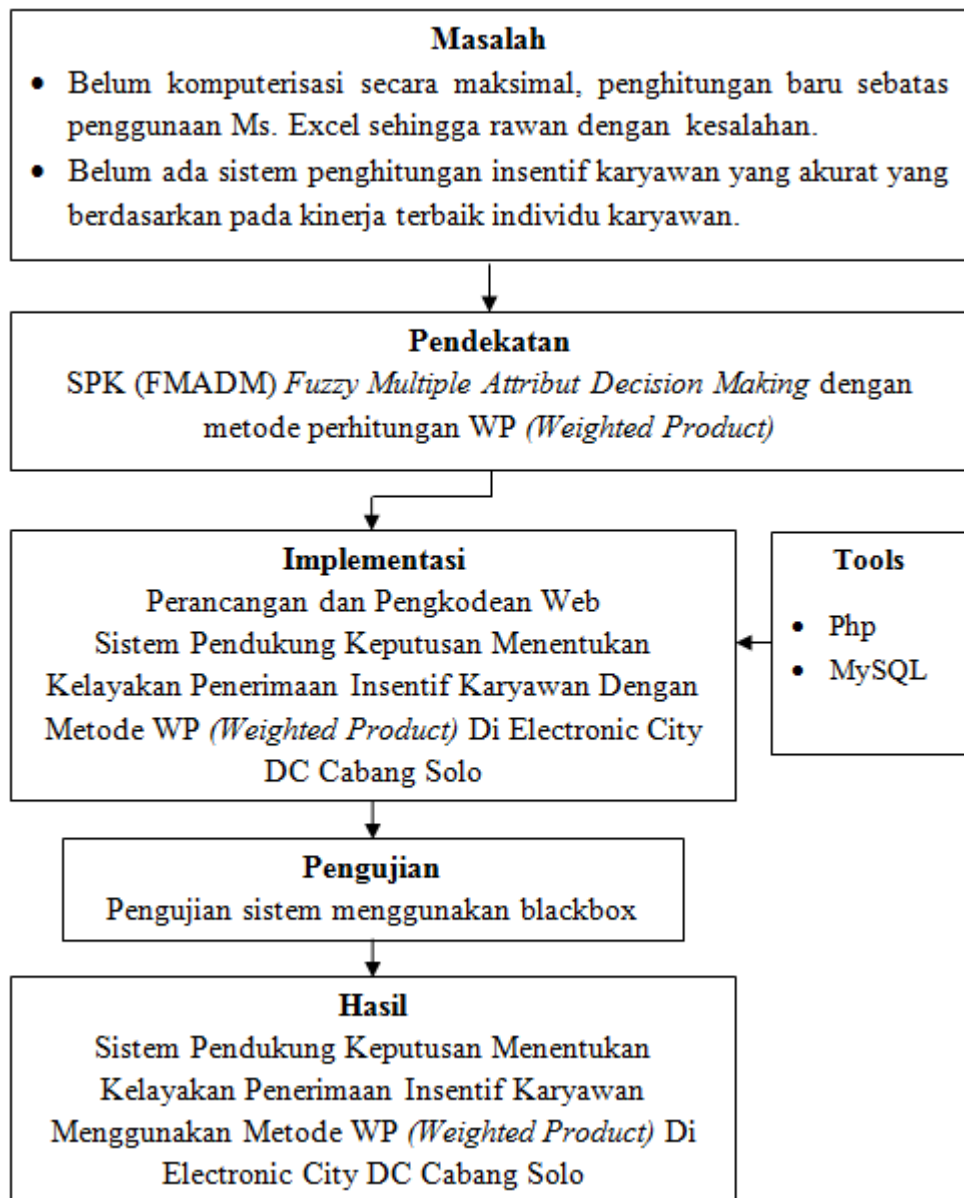 Masalah
• Belum komputerisasi secara maksimal, penghitungan baru sebatas
penggunaan Ms. Excel sehingga rawan dengan kesalahan.
• Belum ada sistem penghitungan insentif karyawan yang akurat yang
berdasarkan pada kinerja terbaik individu karyawan.
Pendekatan
SPK (FMADM) Fuzzy Multiple Attribut Decision Making dengan
metode perhitungan WP (Weighted Product)
Implementasi
Perancangan dan Pengkodean Web
Sistem Pendukung Keputusan Menentukan
Kelayakan Penerimaan Insentif Karyawan Dengan
Metode WP (Weighted Product) Di Electronic City
DC Cabang Solo
Tools
• Php
• MySQL
Pengujian
Pengujian sistem menggunakan blackbox
Hasil
Sistem Pendukung Keputusan Menentukan
Kelayakan Penerimaan Insentif Karyawan
Menggunakan Metode WP (Weighted Product) Di
Electronic City DC Cabang Solo